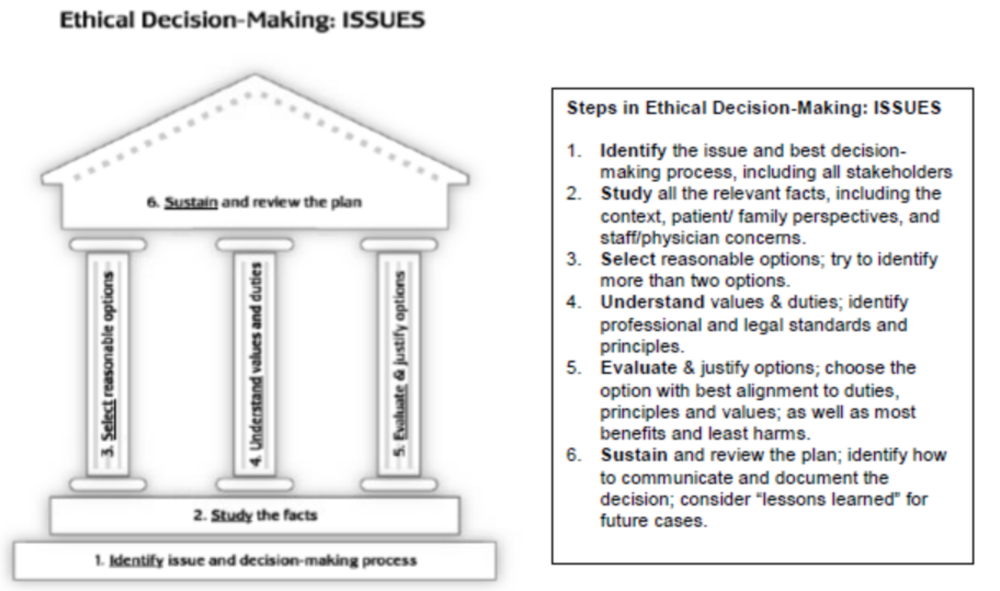 Ethical Decision-Making: ISSUES
6. Sustain and review the plan
3. Select reasonable options
4. Understand values and duties
5. Evaluate & justify options
2. Study the facts
1. Identify issue and decision-making process
Steps in Ethical Decision-Making: ISSUES
1. Identify the issue and best decision-
making process, including all stakeholders
2. Study all the relevant facts, including the
context, patient/ family perspectives, and
staff/physician concerns.
3. Select reasonable options; try to identify
more than two options.
4. Understand values & duties; identify
professional and legal standards and
principles.
5. Evaluate & justify options; choose the
option with best alignment to duties,
principles and values; as well as most
benefits and least harms.
6. Sustain and review the plan; identify how
to communicate and document the
decision; consider “lessons learned” for
future cases.